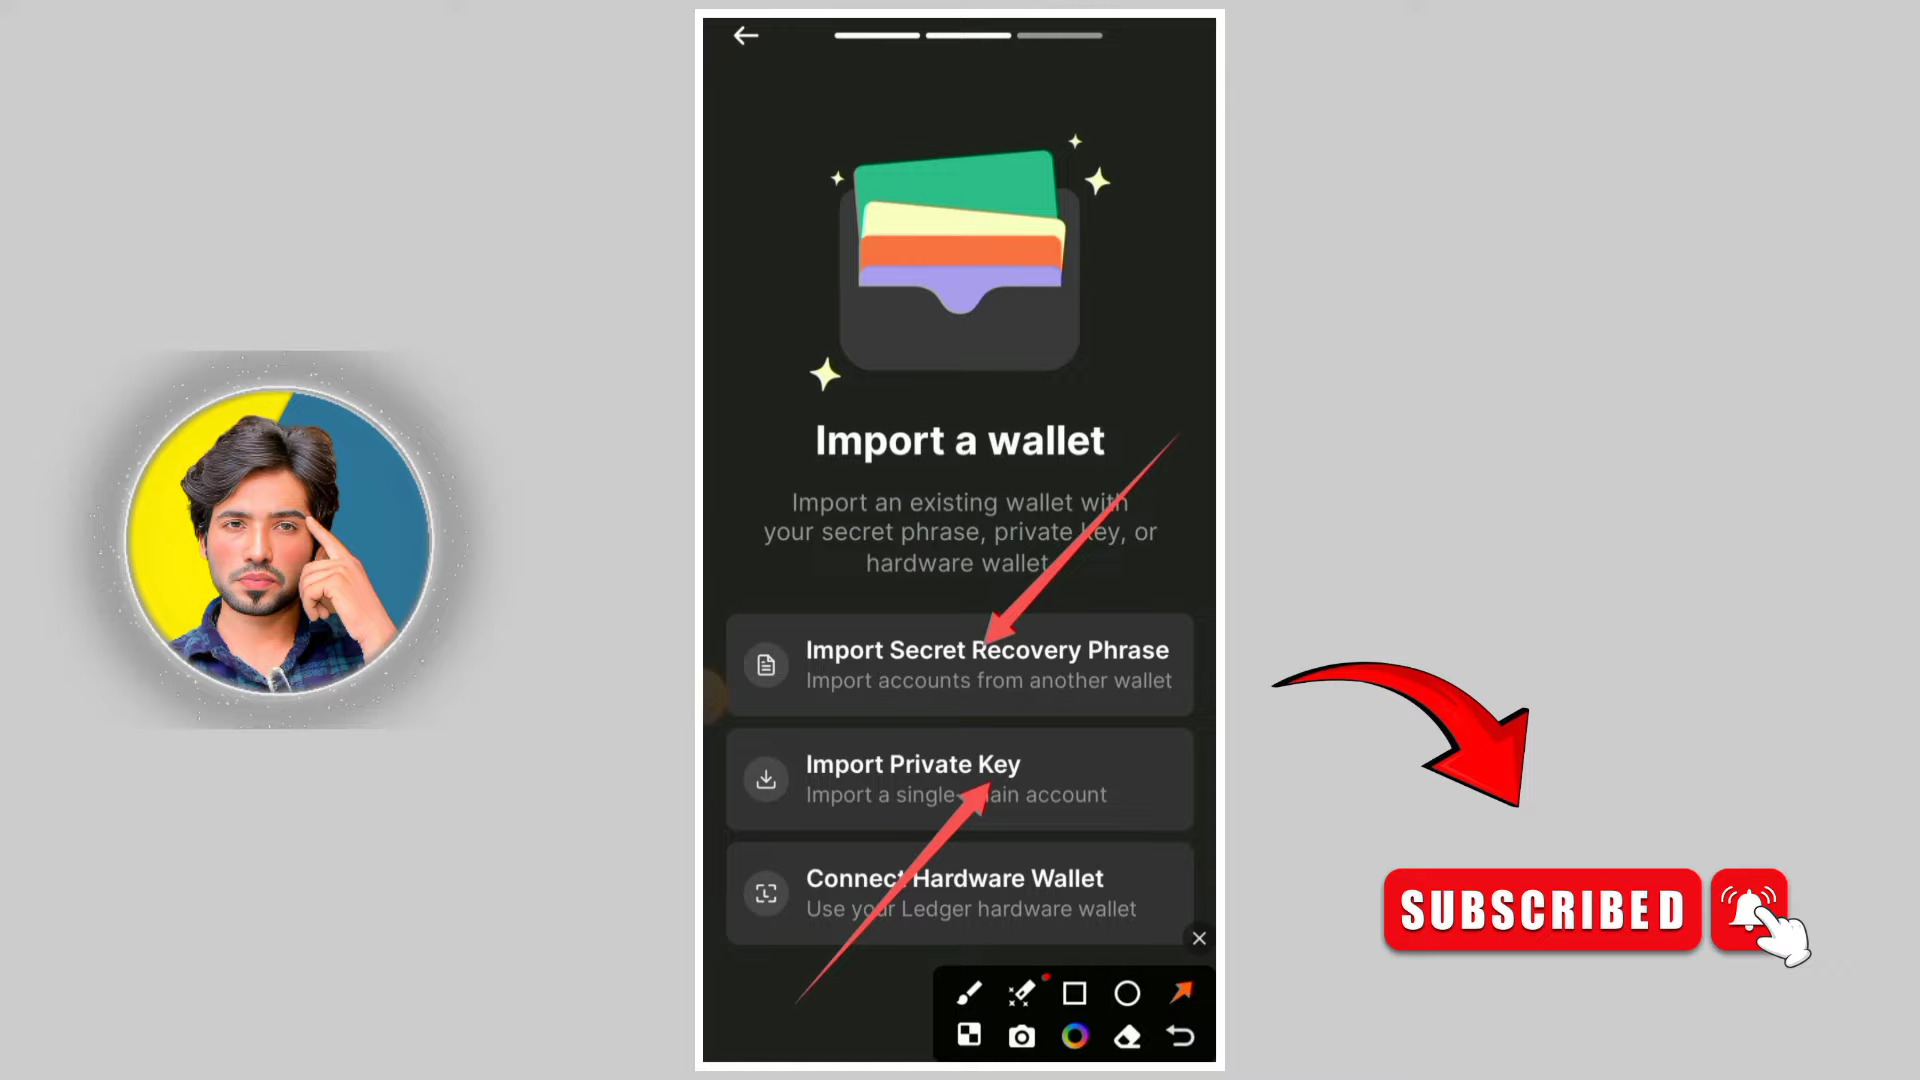 Import a wallet
Import an existing wallet with
your secret phrase, private key, or
hardware wallet
Import Secret Recovery Phrase
Import accounts from another wallet
Import Private Key
Import a single-chain account
Connect Hardware Wallet
Use your Ledger hardware wallet
SUBSCRIBED